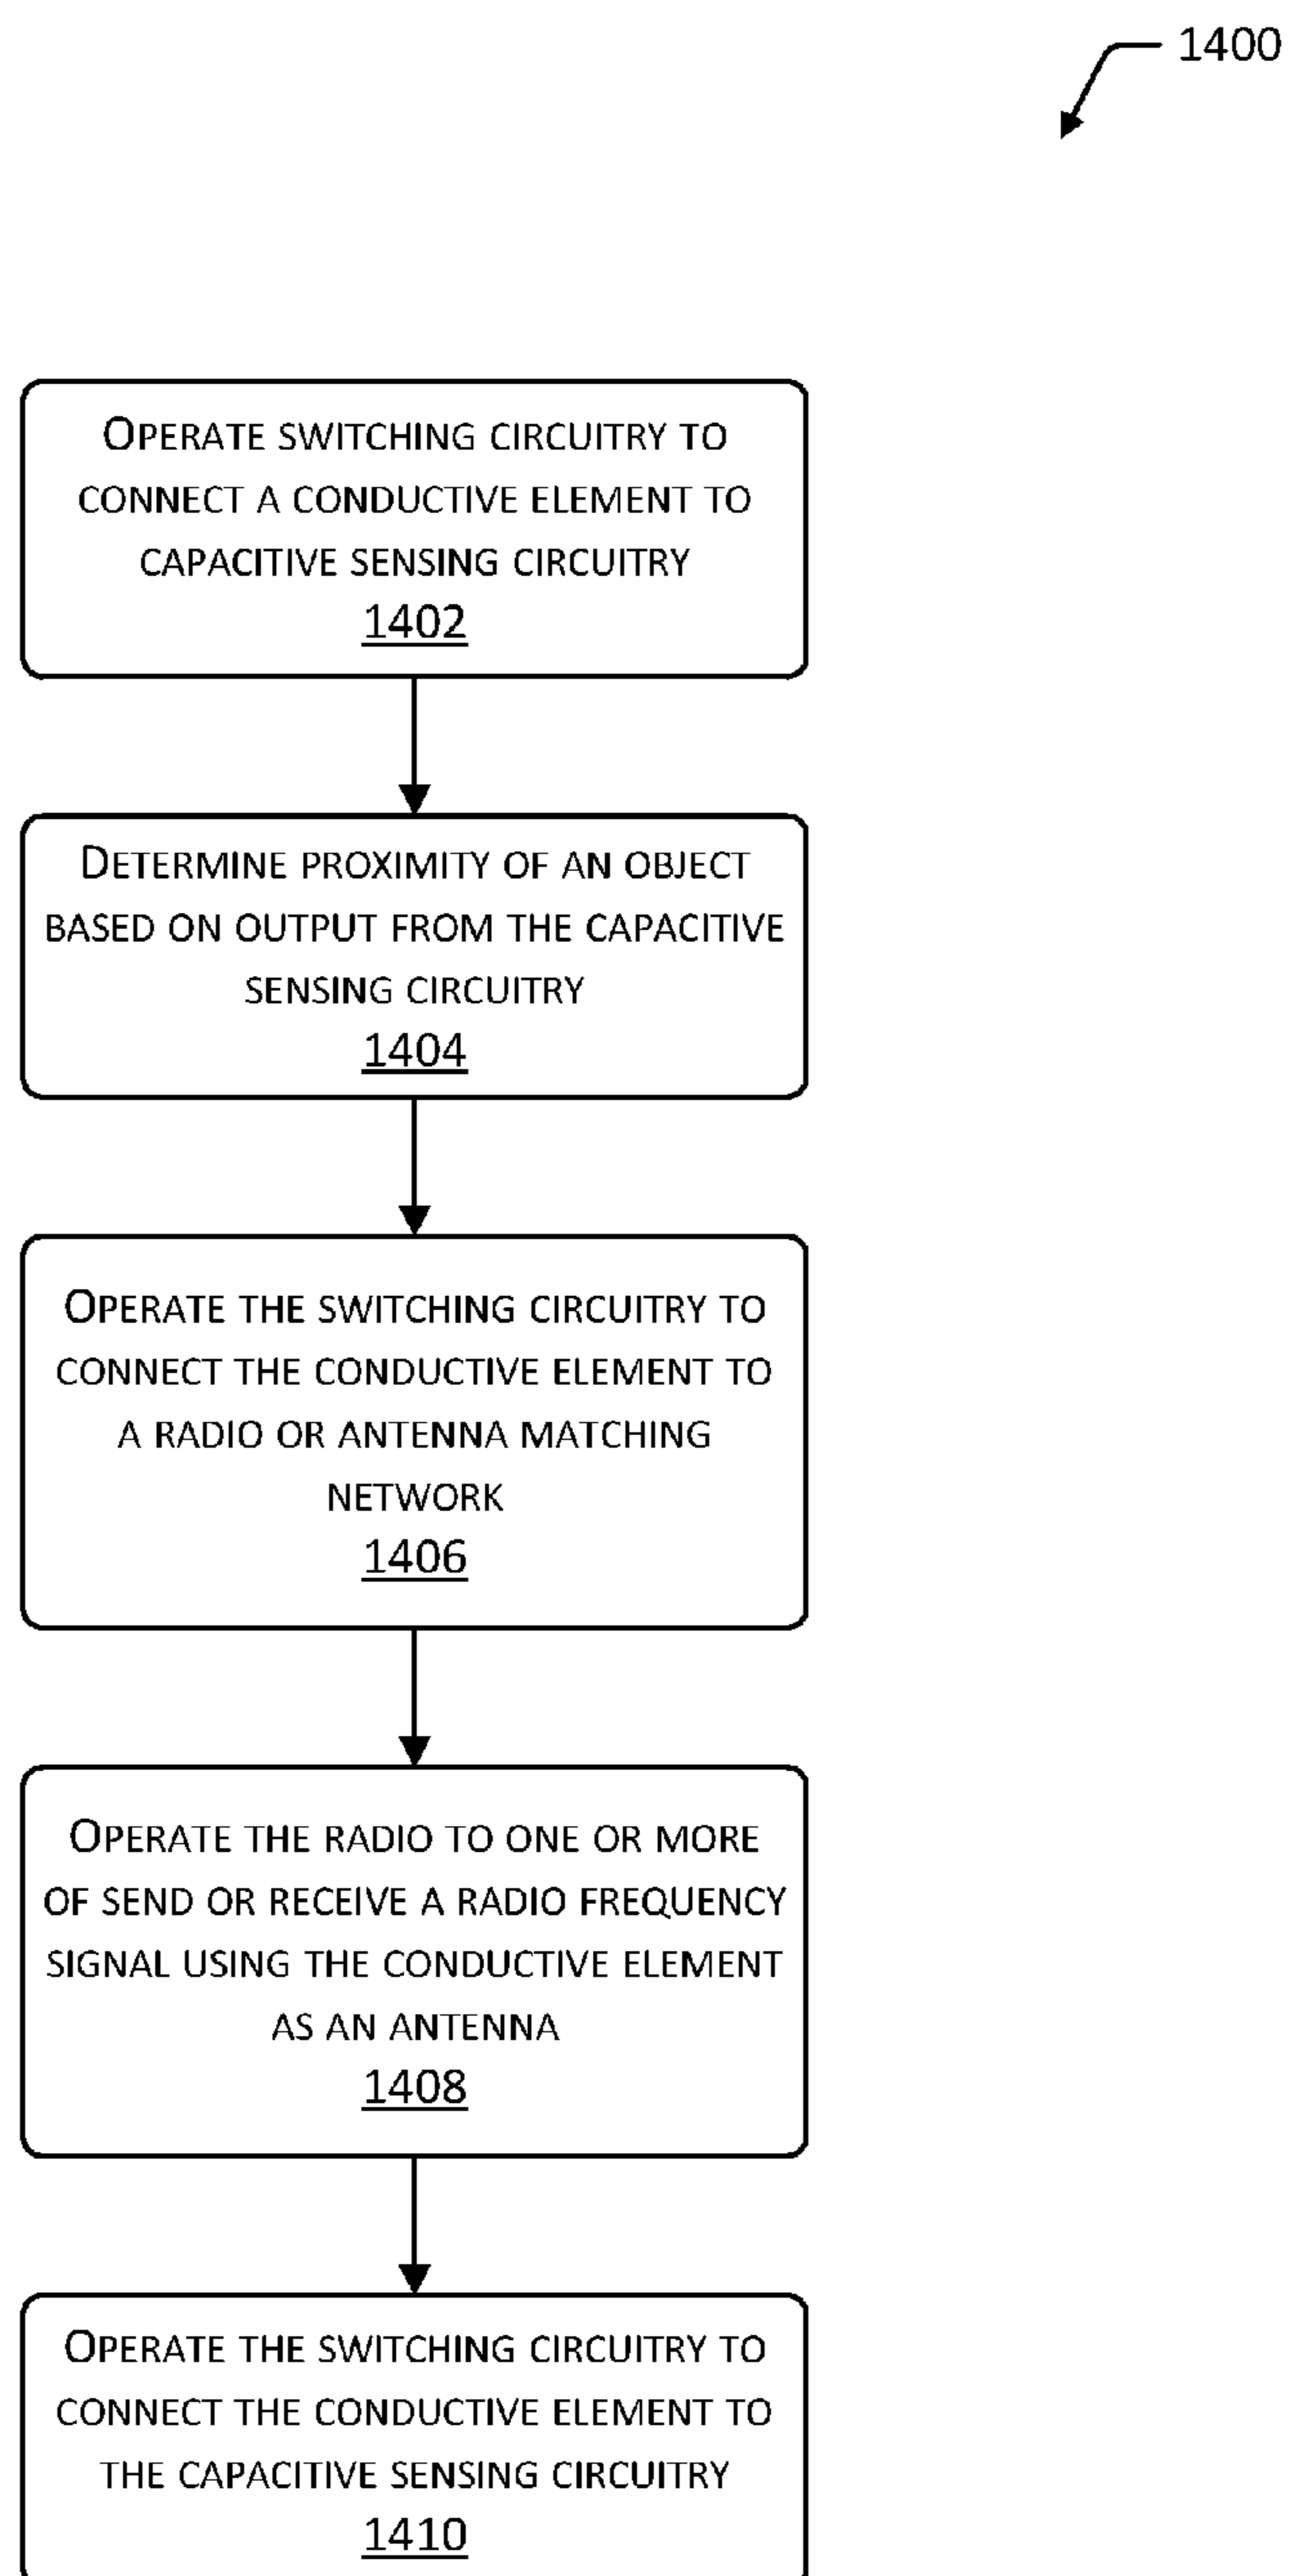 1400
OPERATE SWITCHING CIRCUITRY TO
CONNECT A CONDUCTIVE ELEMENT TO
CAPACITIVE SENSING CIRCUITRY
1402
DETERMINE PROXIMITY OF AN OBJECT
BASED ON OUTPUT FROM THE CAPACITIVE
SENSING CIRCUITRY
1404
OPERATE THE SWITCHING CIRCUITRY TO
CONNECT THE CONDUCTIVE ELEMENT TO
A RADIO OR ANTENNA MATCHING
NETWORK
1406
OPERATE THE RADIO TO ONE OR MORE
OF SEND OR RECEIVE A RADIO FREQUENCY
SIGNAL USING THE CONDUCTIVE ELEMENT
AS AN ANTENNA
1408
OPERATE THE SWITCHING CIRCUITRY TO
CONNECT THE CONDUCTIVE ELEMENT TO
THE CAPACITIVE SENSING CIRCUITRY
1410